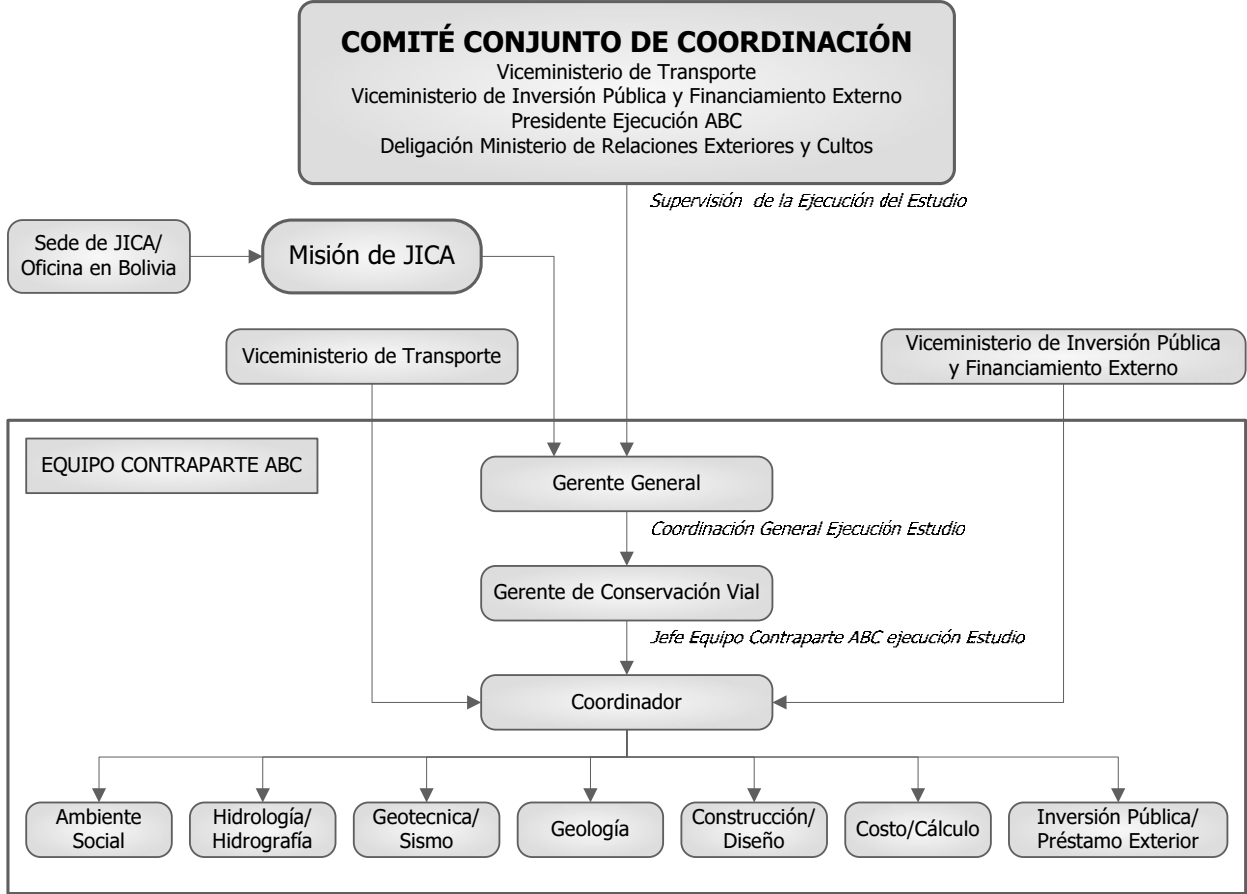 COMITÉ CONJUNTO DE COORDINACIÓN
Viceministerio de Transporte
Viceministerio de Inversión Pública y Financiamiento Externo
Presidente Ejecución ABC
Deligación Ministerio de Relaciones Exteriores y Cultos
Supervisión de la Ejecución del Estudio
Sede de JICA/
Oficina en Bolivia
Misión de JICA
Viceministerio de Transporte
Viceministerio de Inversión Pública
y Financiamiento Externo
EQUIPO CONTRAPARTE ABC
Gerente General
Coordinación General Ejecución Estudio
Gerente de Conservación Vial
Jefe Equipo Contraparte ABC ejecución Estudio
Coordinador
Ambiente
Social
Hidrología/
Hidrografía
Geotecnica/
Sismo
Geología
Construcción/
Diseño
Costo/Cálculo
Inversión Pública/
Préstamo Exterior